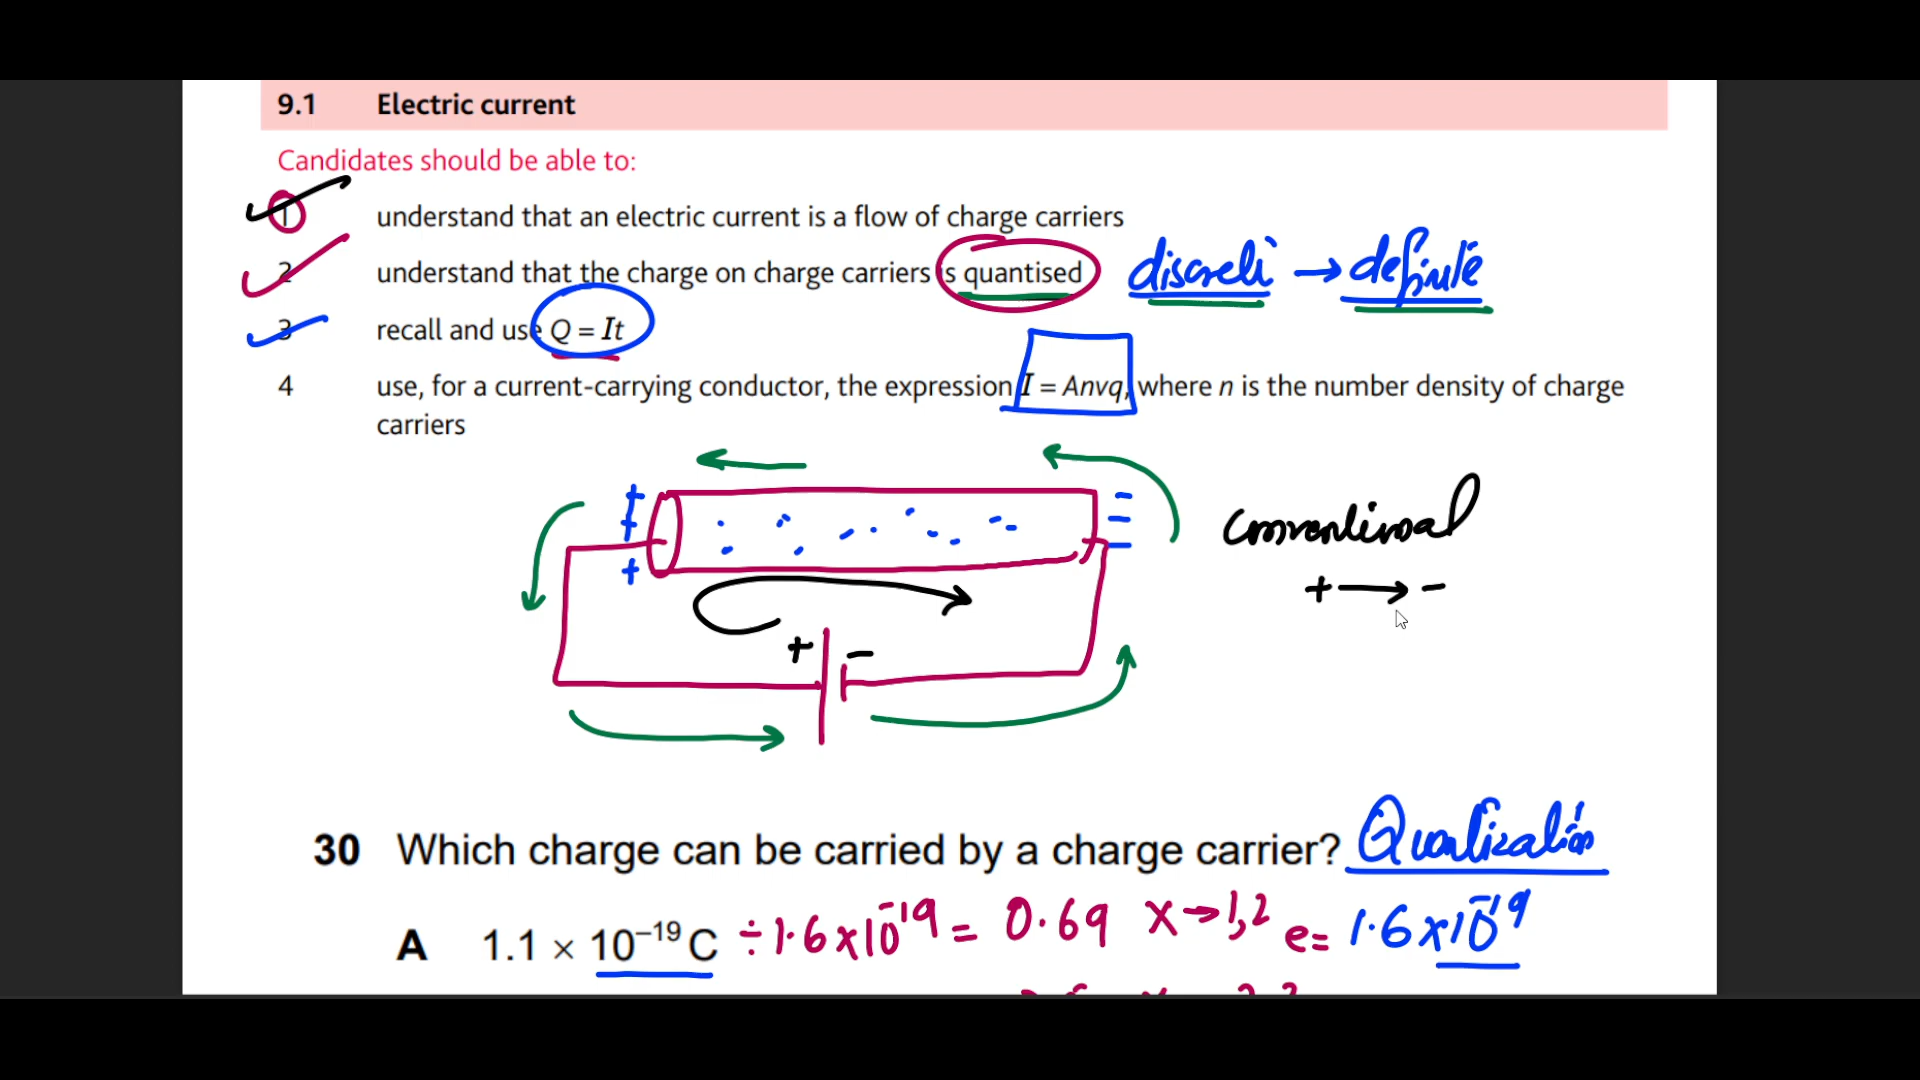 9.1 Electric current
Candidates should be able to:
1 understand that an electric current is a flow of charge carriers
2 understand that the charge on charge carriers is quantised discrete → definite
3 recall and use Q = It
4 use, for a current-carrying conductor, the expression I = Anvq, where n is the number density of charge
carriers
+ −
+ −
+ −
conventional
+ → −
+ −
30 Which charge can be carried by a charge carrier? Quantization
A 1.1 × 10⁻¹⁹ C ÷ 1.6 × 10⁻¹⁹ = 0.69 x → 1,2 e = 1.6 × 10⁻¹⁹